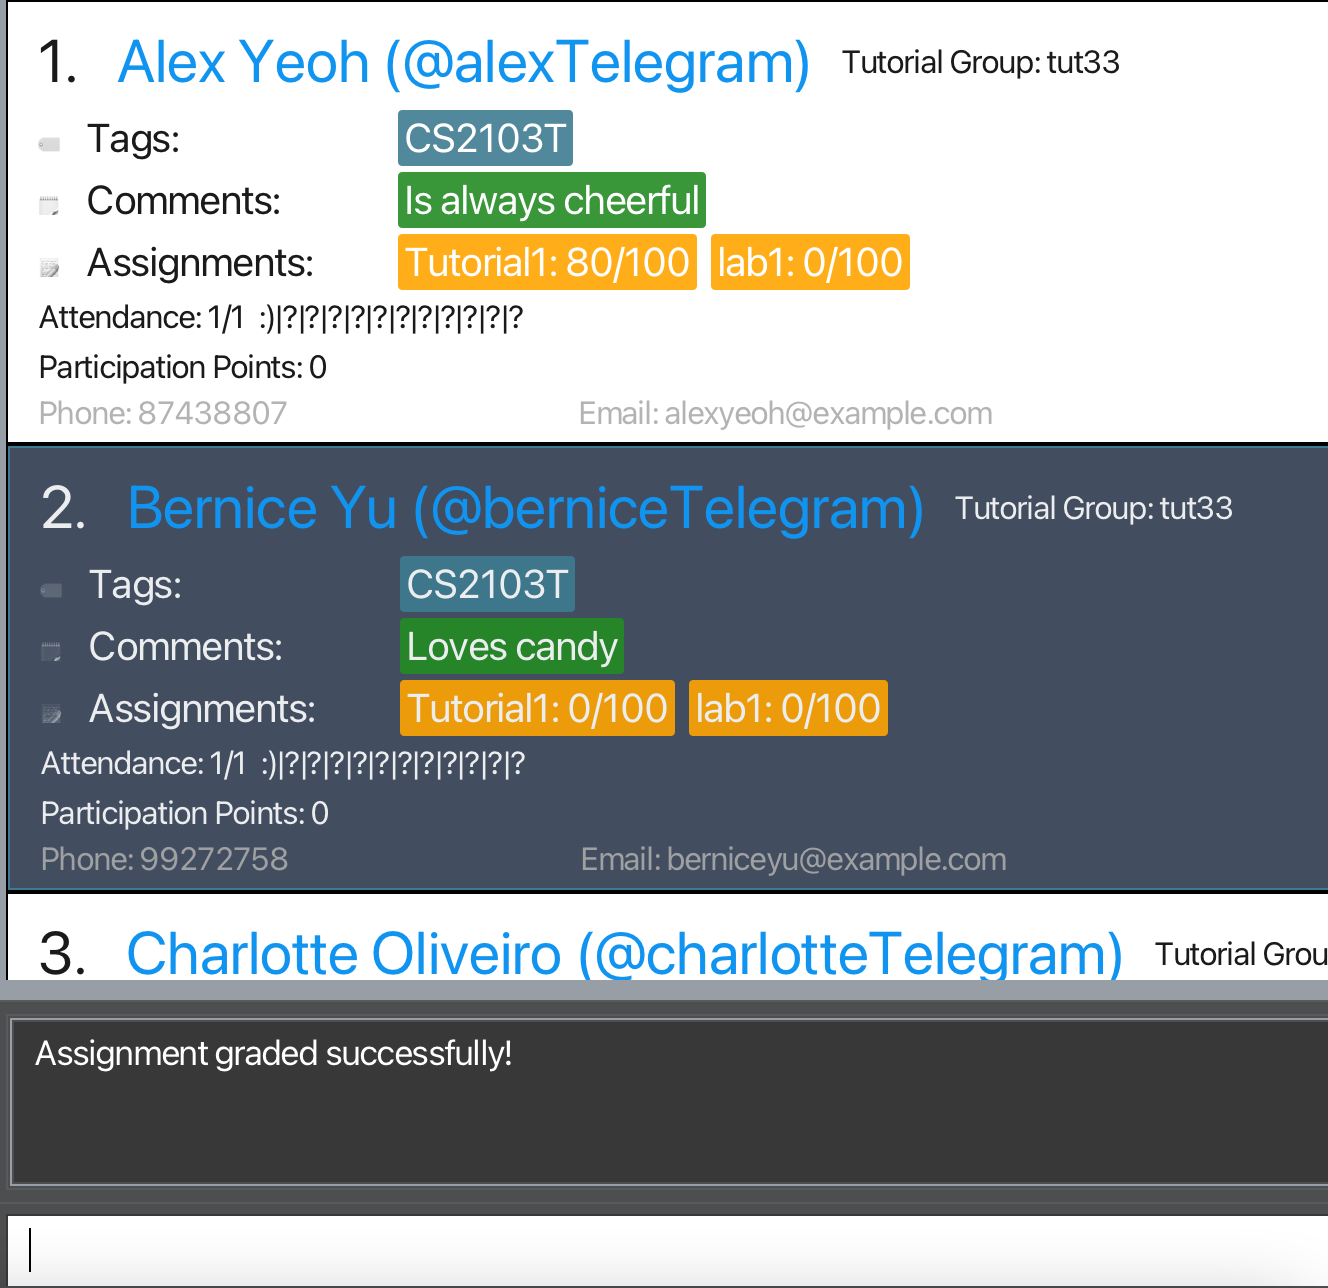 1. Alex Yeoh (@alexTelegram) Tutorial Group: tut33
Tags: CS2103T
Comments: Is always cheerful
Assignments: Tutorial1: 80/100 lab1: 0/100
Attendance: 1/1 :)|?|?|?|?|?|?|?|?|?|?|?
Participation Points: 0
Phone: 87438807 Email: alexyeoh@example.com
2. Bernice Yu (@berniceTelegram) Tutorial Group: tut33
Tags: CS2103T
Comments: Loves candy
Assignments: Tutorial1: 0/100 lab1: 0/100
Attendance: 1/1 :)|?|?|?|?|?|?|?|?|?|?|?
Participation Points: 0
Phone: 99272758 Email: berniceyu@example.com
3. Charlotte Oliveiro (@charlotteTelegram) Tutorial Grou
Assignment graded successfully!